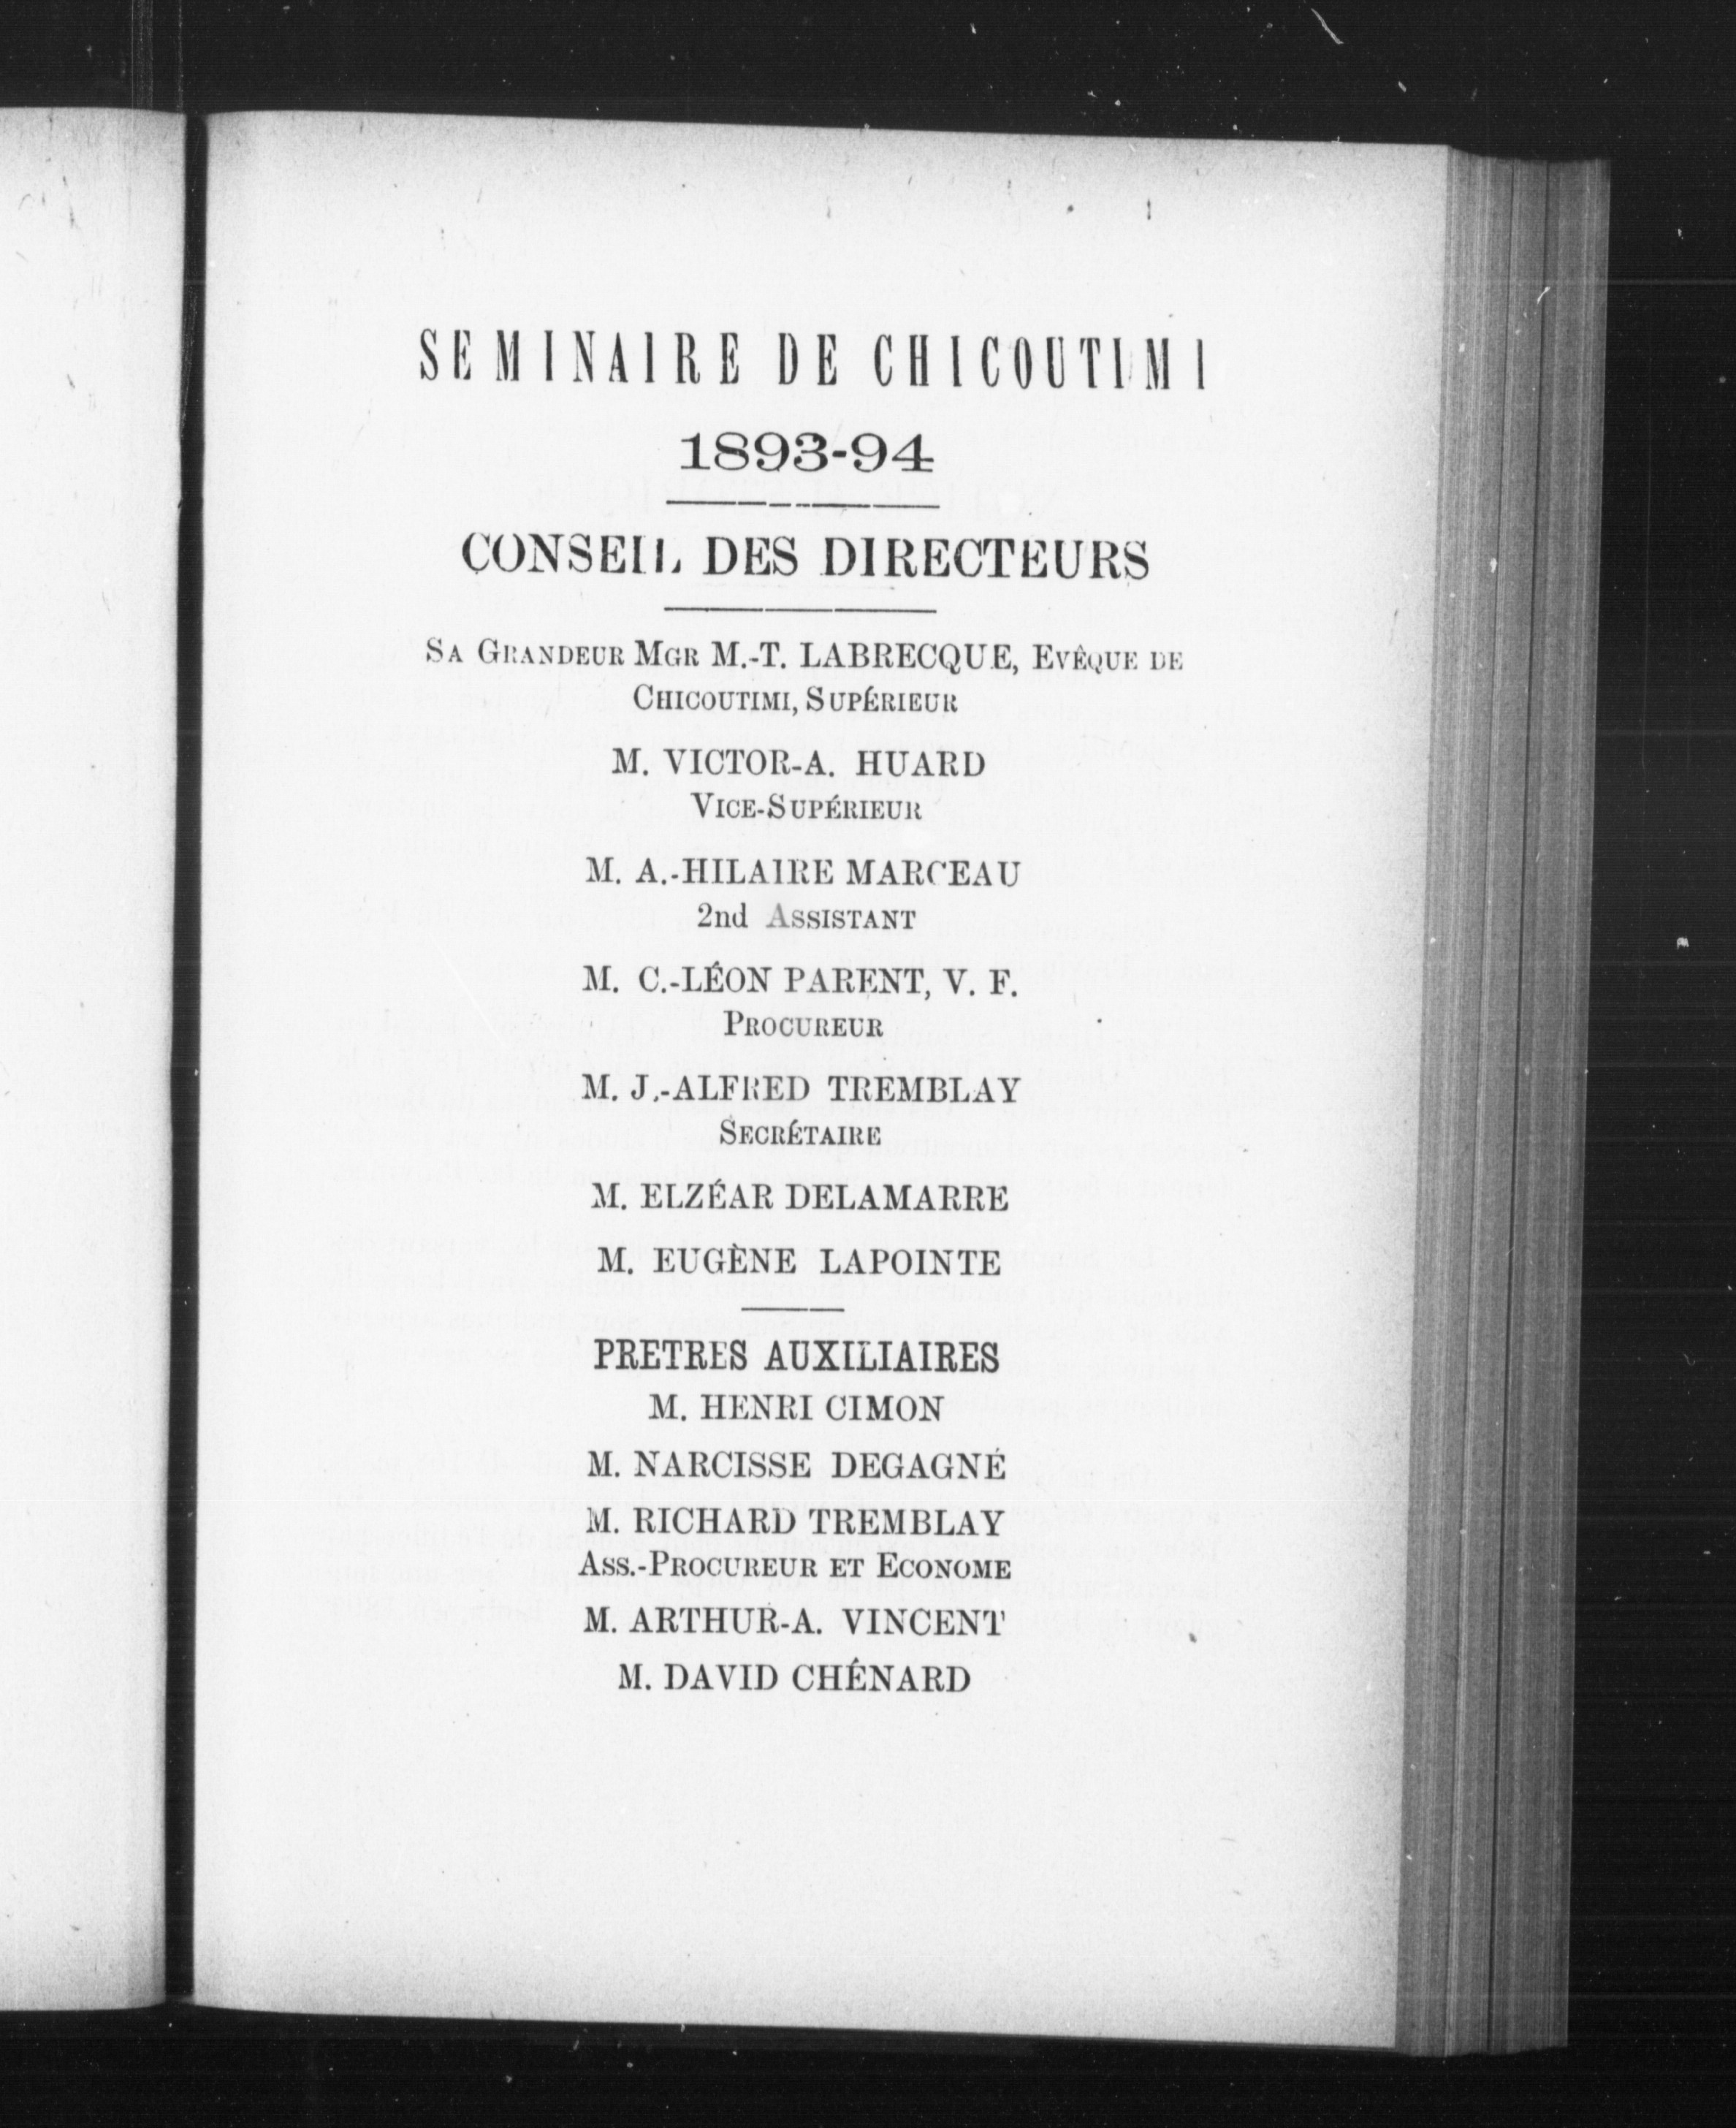 SEMINAIRE DE CHICOUTIMI
1893-94
CONSEIL DES DIRECTEURS
SA GRANDEUR MGR M.-T. LABRECQUE, EVÊQUE DE
CHICOUTIMI, SUPÉRIEUR
M. VICTOR-A. HUARD
VICE-SUPÉRIEUR
M. A.-HILAIRE MARCEAU
2nd ASSISTANT
M. C.-LÉON PARENT, V. F.
PROCUREUR
M. J.-ALFRED TREMBLAY
SECRÉTAIRE
M. ELZÉAR DELAMARRE
M. EUGÈNE LAPOINTE
PRETRES AUXILIAIRES
M. HENRI CIMON
M. NARCISSE DEGAGNÉ
M. RICHARD TREMBLAY
ASS.-PROCUREUR ET ECONOME
M. ARTHUR-A. VINCENT
M. DAVID CHÉNARD